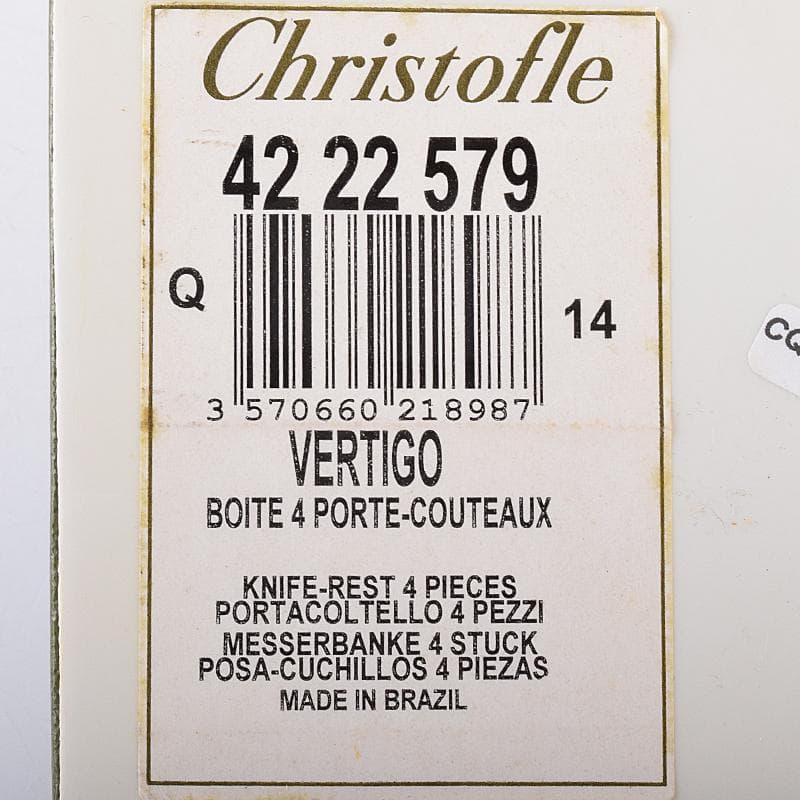 Christofle
42 22 579
Q
14
3 570660 218987
VERTIGO
BOITE 4 PORTE-COUTEAUX
KNIFE-REST 4 PIECES
PORTACOLTELLO 4 PEZZI
MESSERBANKE 4 STUCK
POSA-CUCHILLOS 4 PIEZAS
MADE IN BRAZIL
CQ